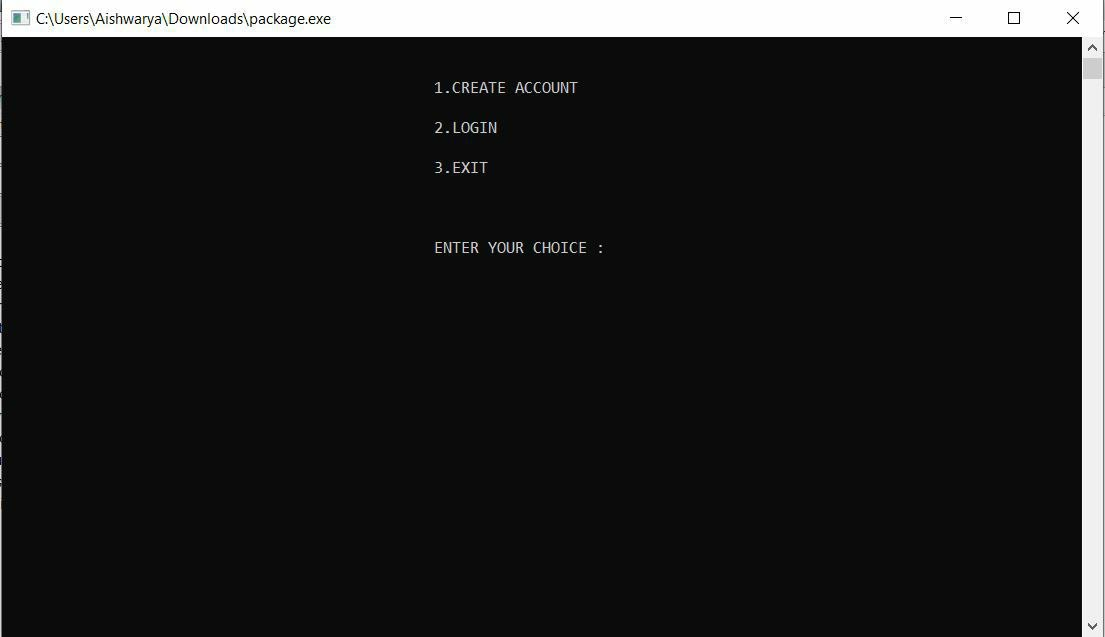 C:\Users\Aishwarya\Downloads\package.exe
1.CREATE ACCOUNT
2.LOGIN
3.EXIT
ENTER YOUR CHOICE :